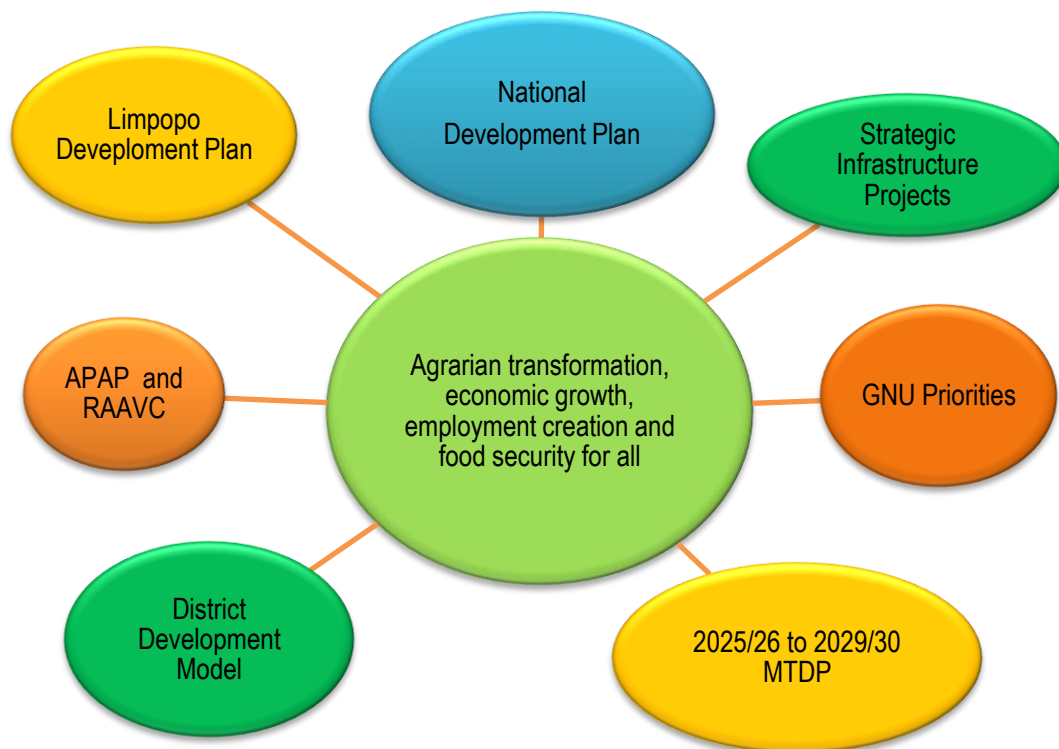 Limpopo
Deveploment Plan
National
Development Plan
Strategic
Infrastructure
Projects
APAP and
RAAVC
Agrarian transformation,
economic growth,
employment creation and
food security for all
GNU Priorities
District
Development
Model
2025/26 to 2029/30
MTDP